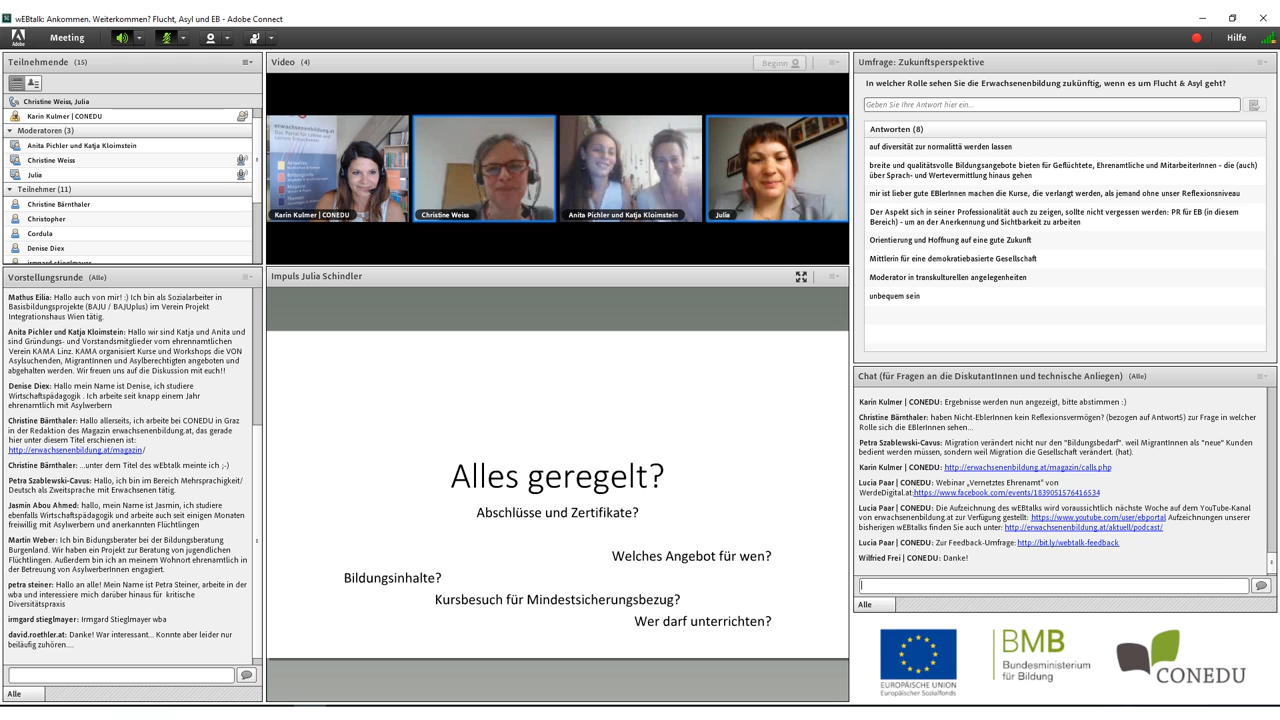 wEBtalk: Ankommen. Weiterkommen? Flucht, Asyl und EB - Adobe Connect
Adobe
Meeting
Hilfe
Teilnehmende (15)
Christine Weiss, Julia
Karin Kulmer | CONEDU
Moderatoren (3)
Anita Pichler und Katja Kloimstein
Christine Weiss
Julia
Teilnehmer (11)
Christine Bärnthaler
Christopher
Cordula
Denise Diex
irmgard stieglmayer
Vorstellungsrunde (Alle)
Mathus Eilia: Hallo auch von mir! :) Ich bin als Sozialarbeiter in
Basisbildungsprojekte (BAJU / BAJUplus) im Verein Projekt
Integrationshaus Wien tätig.
Anita Pichler und Katja Kloimstein: Hallo wir sind Katja und Anita und
sind Gründungs- und Vorstandsmitglieder vom ehrennamtlichen
Verein KAMA Linz. KAMA organisiert Kurse und Workshops die VON
Asylsuchenden, MigrantInnen und Asylberechtigten angeboten und
abgehalten werden. Wir freuen uns auf die Diskussion mit euch!!
Denise Diex: Hallo mein Name ist Denise, ich studiere
Wirtschaftspädagogik . Ich arbeite seit knapp einem Jahr
ehrenamtlich mit Asylwerbern
Christine Bärnthaler: Hallo allerseits, ich arbeite bei CONEDU in Graz
in der Redaktion des Magazin erwachsenenbildung.at, das gerade
hier unter diesem Titel erschienen ist:
http://erwachsenenbildung.at/magazin/
Christine Bärnthaler: ...unter dem Titel des wEbtalk meinte ich ;-)
Petra Szablewski-Cavus: Hallo, ich bin im Bereich Mehrsprachigkeit/
Deutsch als Zweitsprache mit Erwachsenen tätig.
Jasmin Abou Ahmed: hallo, mein Name ist Jasmin, ich studiere
ebenfalls Wirtschaftspädagogik und arbeite auch seit einigen Monaten
freiwillig mit Asylwerbern und anerkannten Flüchtlingen
Martin Weber: Ich bin Bidungsberater bei der Bildungsberatung
Burgenland. Wir haben ein Projekt zur Beratung von jugendlichen
Flüchtlingen. Außerdem bin ich an meinem Wohnort ehrenamtlich in
der Betreuung von AsylwerberInnen engagiert.
petra steiner: Hallo an alle! Mein Name ist Petra Steiner, arbeite in der
wba und interessiere mich darüber hinaus für kritische
Diversitätspraxis
irmgard stieglmayer: Irmgard Stieglmayer wba
david.roethler.at: Danke! War interessant... Konnte aber leider nur
beiläufig zuhören....
Alle
Video (4)
Beginn
erwachsenenbildung.at
Karin Kulmer | CONEDU
Christine Weiss
Anita Pichler und Katja Kloimstein
Julia
Impuls Julia Schindler
Alles geregelt?
Abschlüsse und Zertifikate?
Welches Angebot für wen?
Bildungsinhalte?
Kursbesuch für Mindestsicherungsbezug?
Wer darf unterrichten?
Umfrage: Zukunftsperspektive
In welcher Rolle sehen Sie die Erwachsenenbildung zukünftig, wenn es um Flucht & Asyl geht?
Geben Sie Ihre Antwort hier ein...
Antworten (8)
auf diversität zur normalittä werden lassen
breite und qualitätsvolle Bildungsangebote bieten für Geflüchtete, Ehrenamtliche und MitarbeiterInnen - die (auch)
über Sprach- und Wertevermittlung hinaus gehen
mir ist lieber gute EBlerInnen machen die Kurse, die verlangt werden, als jemand ohne unser Reflexionsniveau
Der Aspekt sich in seiner Professionalität auch zu zeigen, sollte nicht vergessen werden: PR für EB (in diesem
Bereich) - um an der Anerkennung und Sichtbarkeit zu arbeiten
Orientierung und Hoffnung auf eine gute Zukunft
Mittlerin für eine demokratiebasierte Gesellschaft
Moderator in transkulturellen angelegenheiten
unbequem sein
Chat (für Fragen an die DiskutantInnen und technische Anliegen) (Alle)
Karin Kulmer | CONEDU: Ergebnisse werden nun angezeigt, bitte abstimmen :)
Christine Bärnthaler: haben Nicht-EblerInnen kein Reflexionsvermögen? (bezogen auf Antwort5) zur Frage in welcher
Rolle sich die EBlerInnen sehen...
Petra Szablewski-Cavus: Migration verändert nicht nur den "Bildungsbedarf". weil MigrantInnen als "neue" Kunden
bedient werden müssen, sondern weil Migration die Gesellschaft verändert. (hat).
Karin Kulmer | CONEDU: http://erwachsenenbildung.at/magazin/calls.php
Lucia Paar | CONEDU: Webinar „Vernetztes Ehrenamt“ von
WerdeDigital.at:https://www.facebook.com/events/1839051576416534
Lucia Paar | CONEDU: Die Aufzeichnung des wEBtalks wird voraussichtlich nächste Woche auf dem YouTube-Kanal
von erwachsenenbildung.at zur Verfügung gestellt: https://www.youtube.com/user/ebportal Aufzeichnungen unserer
bisherigen wEBtalks finden Sie auch unter: http://erwachsenenbildung.at/aktuell/podcast/
Lucia Paar | CONEDU: Zur Feedback-Umfrage: http://bit.ly/webtalk-feedback
Wilfried Frei | CONEDU: Danke!
Alle
EUROPÄISCHE UNION
Europäischer Sozialfonds
BMB
Bundesministerium
für Bildung
CONEDU